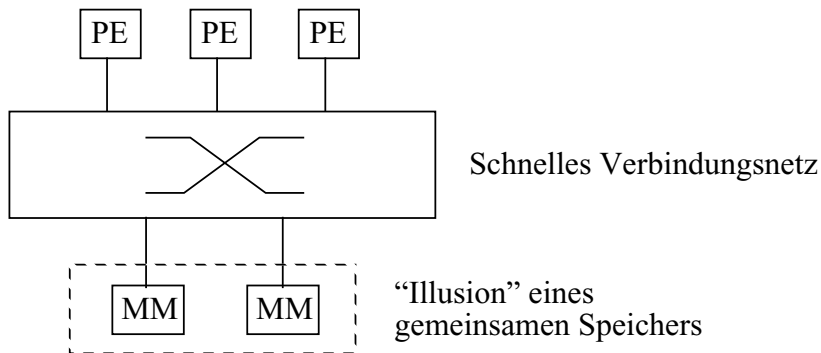 PE PE PE
Schnelles Verbindungsnetz
MM MM
“Illusion” eines
gemeinsamen Speichers